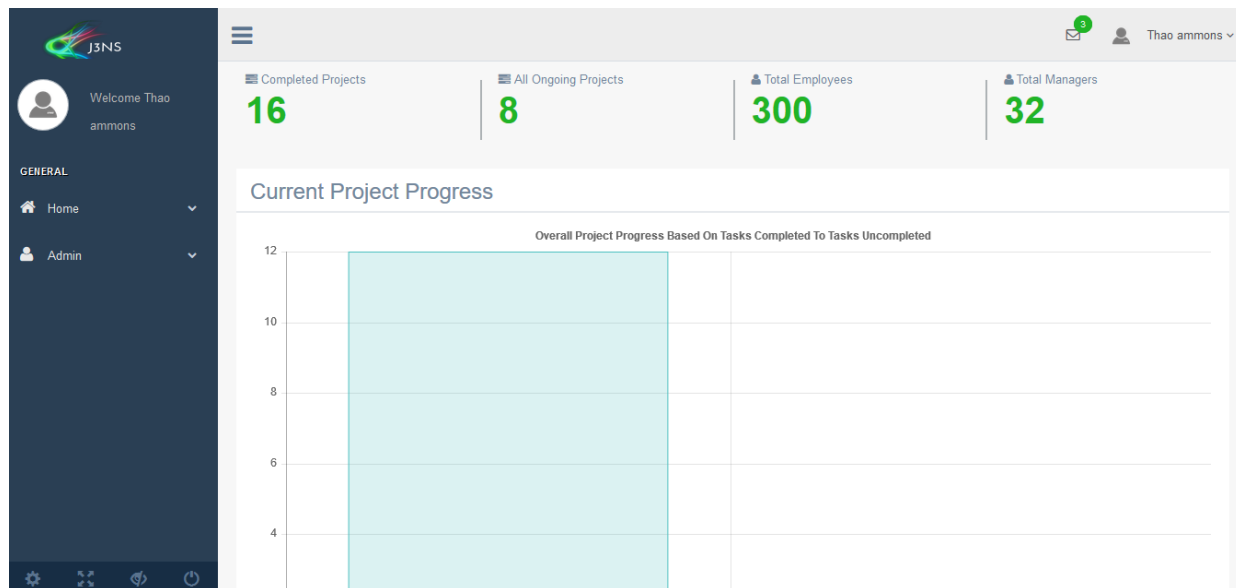 J3NS
Welcome Thao
ammons
GENERAL
Home
Admin
3
Thao ammons
Completed Projects
16
All Ongoing Projects
8
Total Employees
300
Total Managers
32
Current Project Progress
Overall Project Progress Based On Tasks Completed To Tasks Uncompleted
12
10
8
6
4